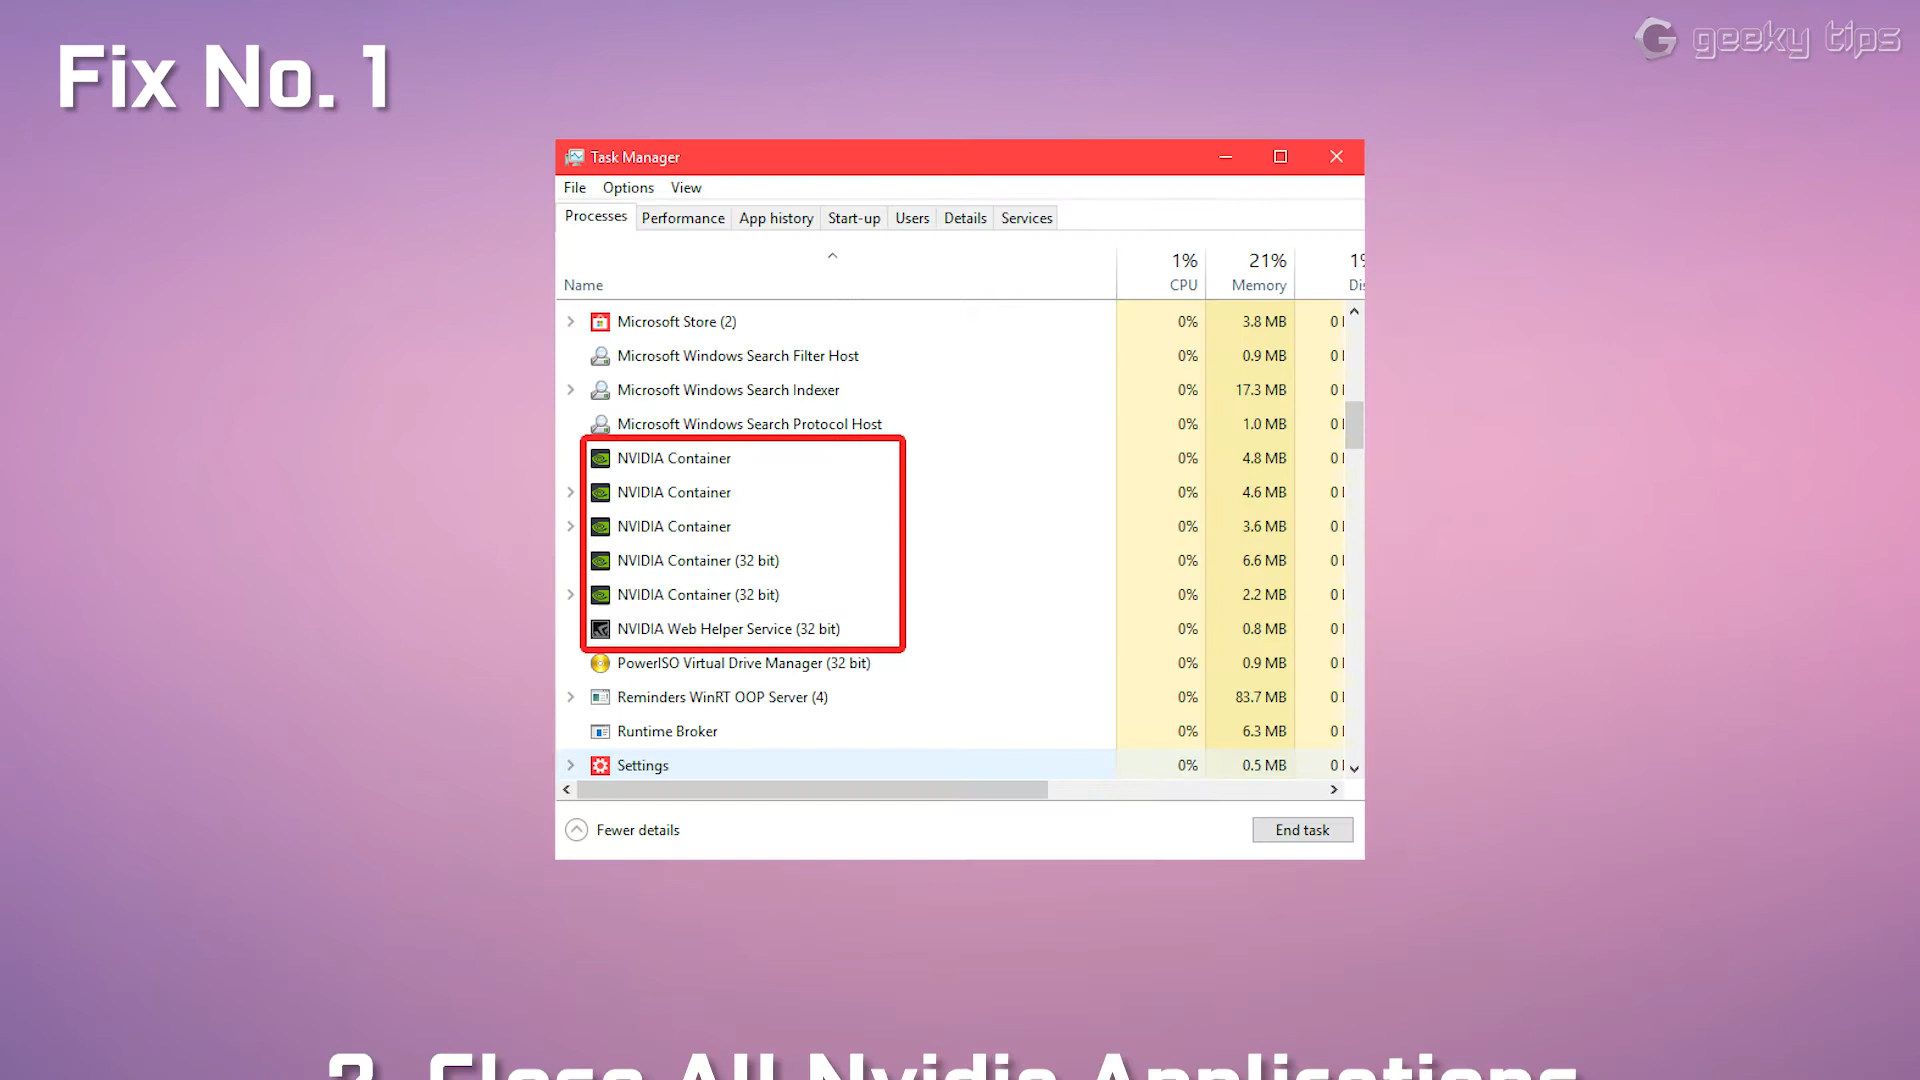 Fix No. 1
geeky tips
Task Manager
File Options View
Processes Performance App history Start-up Users Details Services
1% 21% 1%
Name CPU Memory Dis
Microsoft Store (2) 0% 3.8 MB 0
Microsoft Windows Search Filter Host 0% 0.9 MB 0
Microsoft Windows Search Indexer 0% 17.3 MB 0
Microsoft Windows Search Protocol Host 0% 1.0 MB 0
NVIDIA Container 0% 4.8 MB 0
NVIDIA Container 0% 4.6 MB 0
NVIDIA Container 0% 3.6 MB 0
NVIDIA Container (32 bit) 0% 6.6 MB 0
NVIDIA Container (32 bit) 0% 2.2 MB 0
NVIDIA Web Helper Service (32 bit) 0% 0.8 MB 0
PowerISO Virtual Drive Manager (32 bit) 0% 0.9 MB 0
Reminders WinRT OOP Server (4) 0% 83.7 MB 0
Runtime Broker 0% 6.3 MB 0
Settings 0% 0.5 MB 0
Fewer details End task
Close All Nvidia Applications